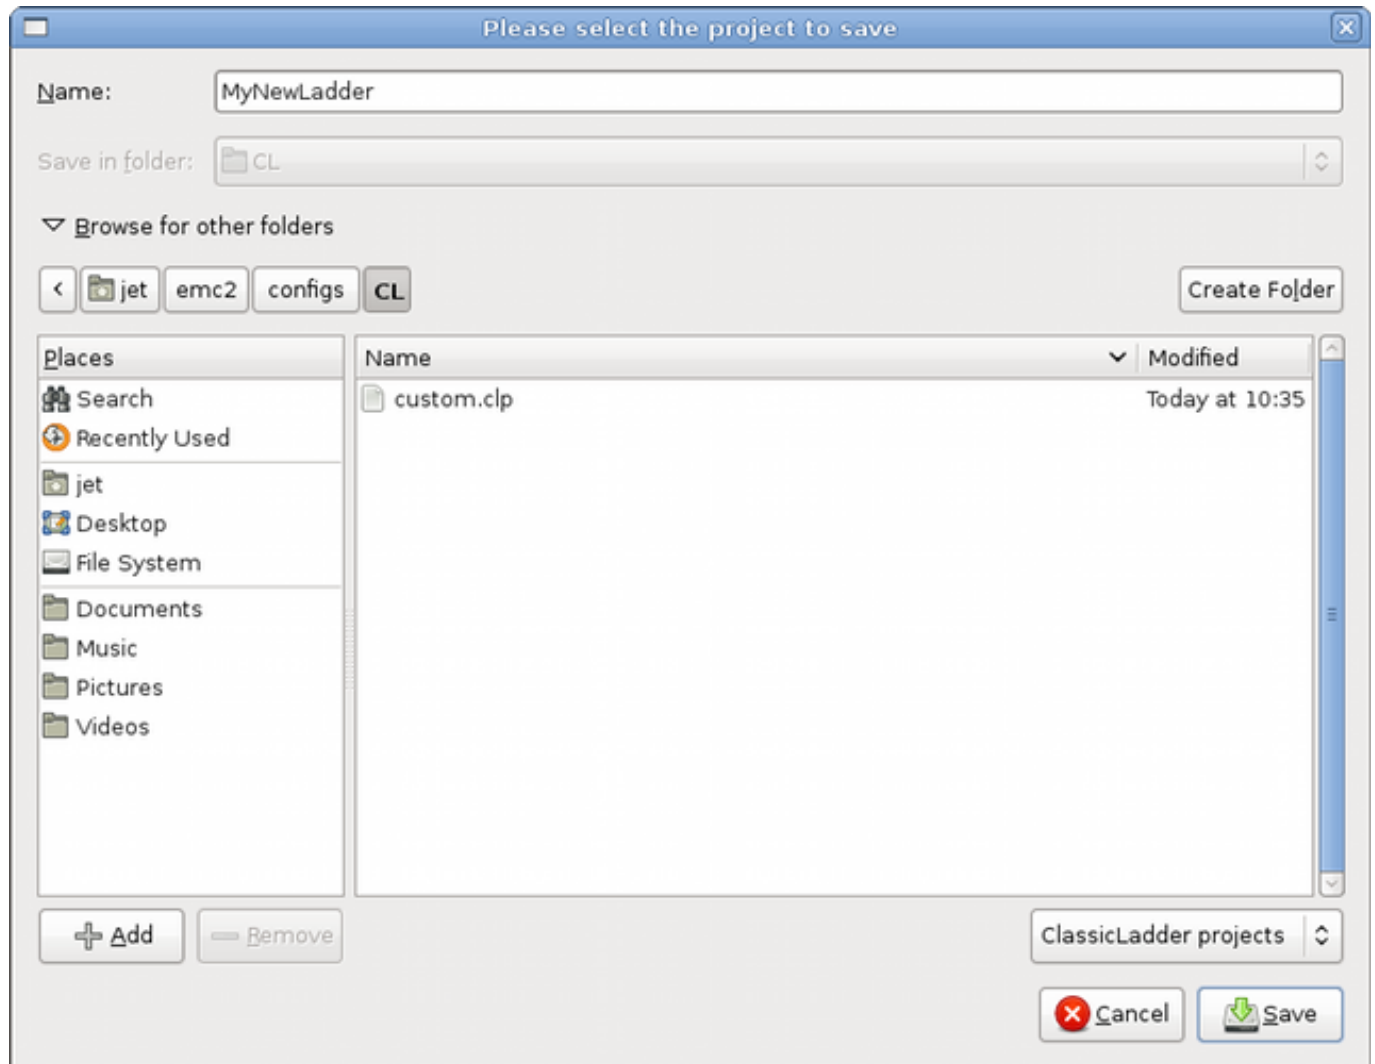 Please select the project to save
Name: MyNewLadder
Save in folder: CL
Browse for other folders
< jet emc2 configs CL Create Folder
Places Name Modified
Search custom.clp Today at 10:35
Recently Used
jet
Desktop
File System
Documents
Music
Pictures
Videos
Add Remove ClassicLadder projects
Cancel Save